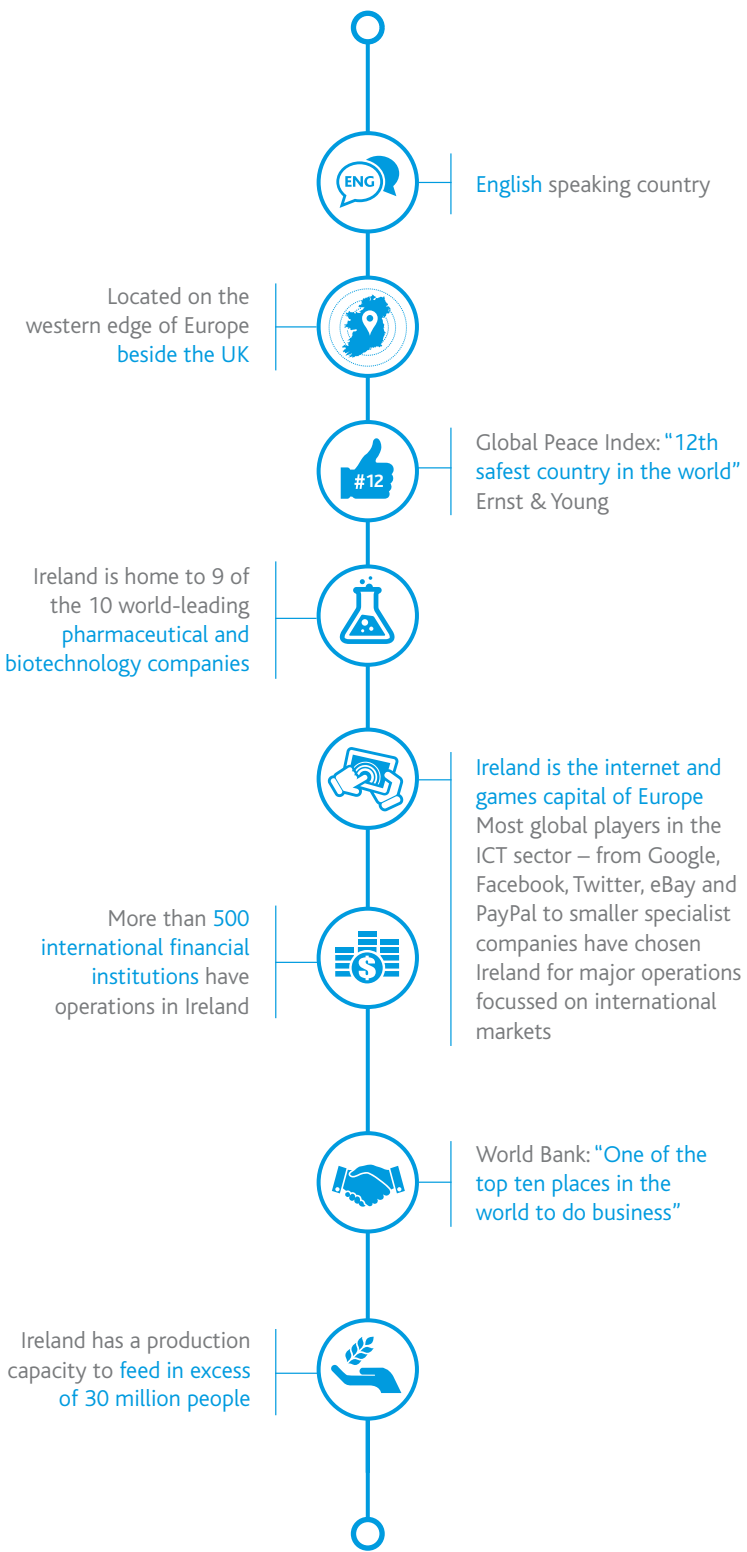 ENG
English speaking country
Located on the
western edge of Europe
beside the UK
Global Peace Index: “12th
safest country in the world”
Ernst & Young
#12
Ireland is home to 9 of
the 10 world-leading
pharmaceutical and
biotechnology companies
Ireland is the internet and
games capital of Europe
Most global players in the
ICT sector – from Google,
Facebook, Twitter, eBay and
PayPal to smaller specialist
companies have chosen
Ireland for major operations
focussed on international
markets
More than 500
international financial
institutions have
operations in Ireland
$
World Bank: “One of the
top ten places in the
world to do business”
Ireland has a production
capacity to feed in excess
of 30 million people